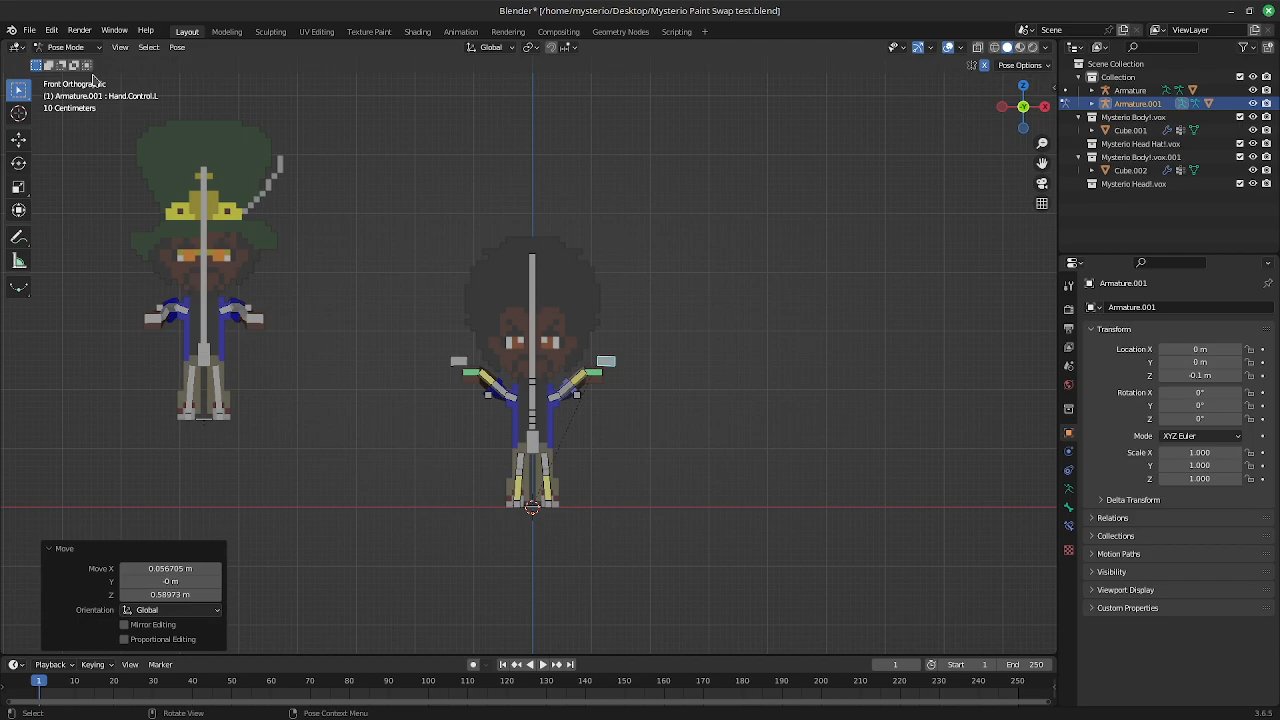 Blender* [/home/mysterio/Desktop/Mysterio Paint Swap test.blend]
File Edit Render Window Help Layout Modeling Sculpting UV Editing Texture Paint Shading Animation Rendering Compositing Geometry Nodes Scripting + Scene ViewLayer
Pose Mode View Select Pose Global
Pose Options
X
Front Orthographic
(1) Armature.001 : Hand.Control.L
10 Centimeters
Z
Y
X
Scene Collection
Collection
Armature
Armature.001
Mysterio Body!.vox
Cube.001
Mysterio Head Hat!.vox
Mysterio Body!.vox.001
Cube.002
Mysterio Head!.vox
Armature.001
Armature.001
Transform
Location X 0 m
Y 0 m
Z -0.1 m
Rotation X 0°
Y 0°
Z 0°
Mode XYZ Euler
Scale X 1.000
Y 1.000
Z 1.000
Delta Transform
Relations
Collections
Motion Paths
Visibility
Viewport Display
Custom Properties
Move
Move X 0.056705 m
Y -0 m
Z 0.58973 m
Orientation Global
Mirror Editing
Proportional Editing
Playback Keying View Marker 1 Start 1 End 250
1 10 20 30 40 50 60 70 80 90 100 110 120 130 140 150 160 170 180 190 200 210 220 230 240 250
Select Rotate View Pose Context Menu 3.6.5